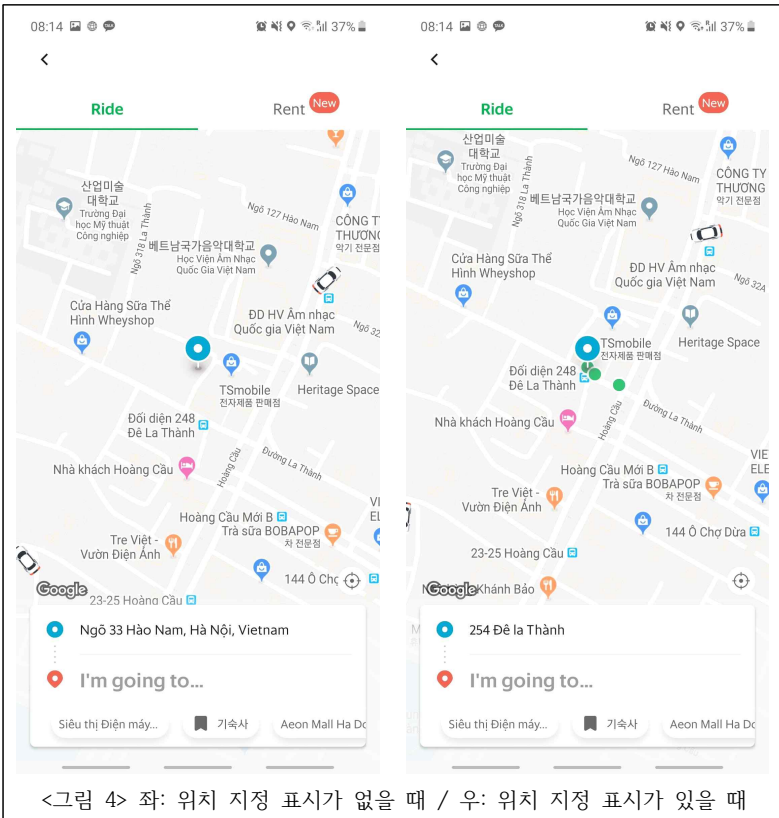 08:14
37%
Ride
Rent
New
산업미술
대학교
Trường Đại
học Mỹ thuật
Công nghiệp
Ngõ 318 La Thành
Ngõ 127 Hào Nam
CÔNG T
THƯƠN
악기 전문점
베트남국가음악대학교
Học Viện Âm Nhạc
Quốc Gia Việt Nam
Cửa Hàng Sữa Thể
Hình Wheyshop
ĐD HV Âm nhạc
Quốc gia Việt Nam
Ngõ 32
TSmobile
전자제품 판매점
Heritage Space
Đối diện 248
Đê La Thành
Nhà khách Hoàng Cầu
Hoàng Cầu
Đường La Thành
Hoàng Cầu Mới B
Trà sữa BOBAPOP
차 전문점
VI
EL
Tre Việt -
Vườn Điện Ảnh
144 Ô Chợ
Google
23-25 Hoàng Cầu
Ngõ 33 Hào Nam, Hà Nội, Vietnam
I'm going to...
Siêu thị Điện máy...
기숙사
Aeon Mall Ha Do
08:14
37%
Ride
Rent
New
산업미술
대학교
Trường Đại
học Mỹ thuật
Công nghiệp
Ngõ 318 La Thành
Ngõ 127 Hào Nam
CÔNG TY
THƯƠNG
악기 전문점
베트남국가음악대학교
Học Viện Âm Nhạc
Quốc Gia Việt Nam
Cửa Hàng Sữa Thể
Hình Wheyshop
ĐD HV Âm nhạc
Quốc gia Việt Nam
Ngõ 32A
TSmobile
전자제품 판매점
Heritage Space
Đối diện 248
Đê La Thành
Nhà khách Hoàng Cầu
Hoàng Cầu
Đường La Thành
Hoàng Cầu Mới B
Trà sữa BOBAPOP
차 전문점
VIE
ELE
Tre Việt -
Vườn Điện Ảnh
144 Ô Chợ Dừa
23-25 Hoàng Cầu
Google
Khánh Bảo
254 Đê la Thành
I'm going to...
Siêu thị Điện máy...
기숙사
Aeon Mall Ha Do
<그림 4> 좌: 위치 지정 표시가 없을 때 / 우: 위치 지정 표시가 있을 때